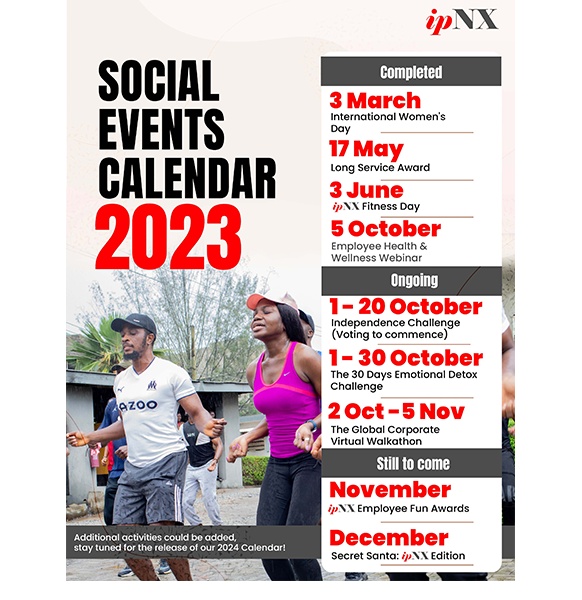 ipNX
SOCIAL
EVENTS
CALENDAR
2023
Completed
3 March
International Women's
Day
17 May
Long Service Award
3 June
ipNX Fitness Day
5 October
Employee Health &
Wellness Webinar
Ongoing
1 – 20 October
Independence Challenge
(Voting to commence)
1 – 30 October
The 30 Days Emotional Detox
Challenge
2 Oct – 5 Nov
The Global Corporate
Virtual Walkathon
Still to come
November
ipNX Employee Fun Awards
December
Secret Santa: ipNX Edition
AZOO
Additional activities could be added,
stay tuned for the release of our 2024 Calendar!